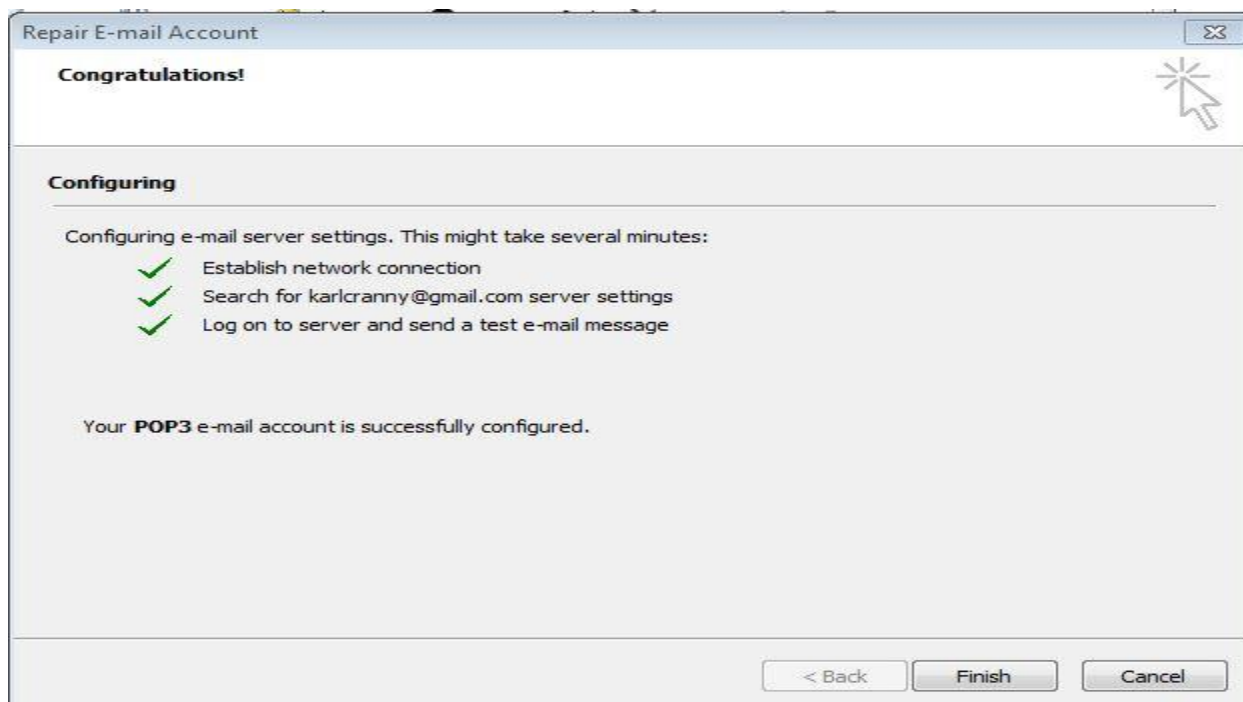 Repair E-mail Account
Congratulations!
Configuring
Configuring e-mail server settings. This might take several minutes:
Establish network connection
Search for karlcranny@gmail.com server settings
Log on to server and send a test e-mail message
Your POP3 e-mail account is successfully configured.
< Back
Finish
Cancel